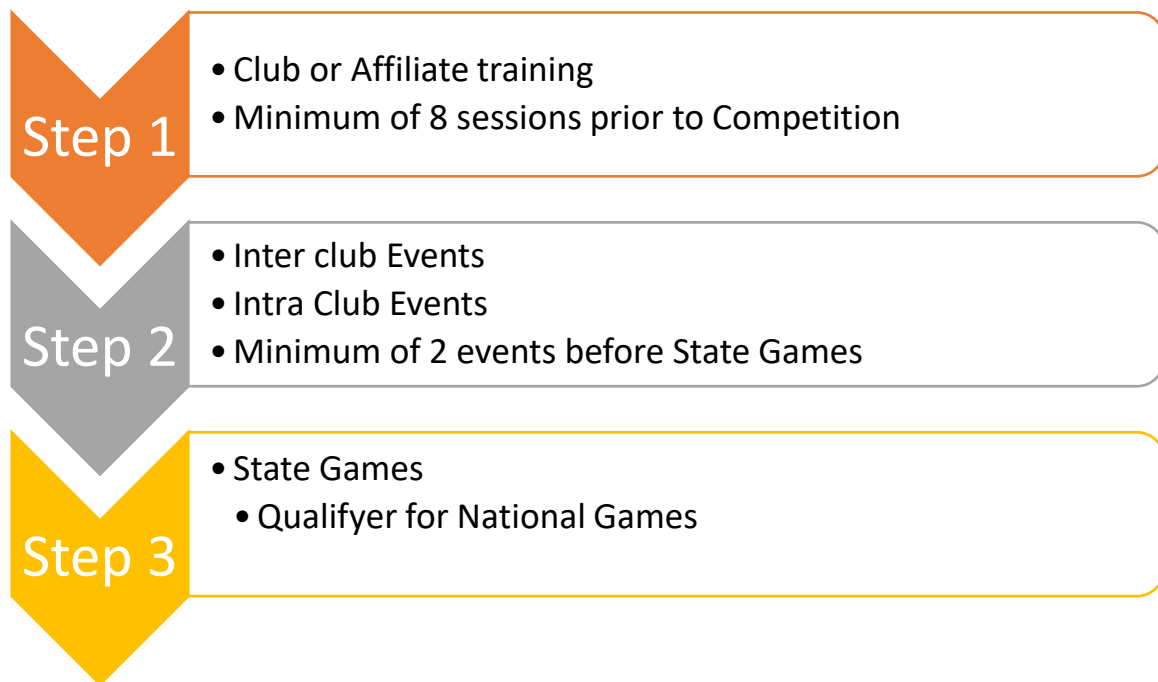 Step 1
• Club or Affiliate training
• Minimum of 8 sessions prior to Competition
Step 2
• Inter club Events
• Intra Club Events
• Minimum of 2 events before State Games
Step 3
• State Games
• Qualifyer for National Games